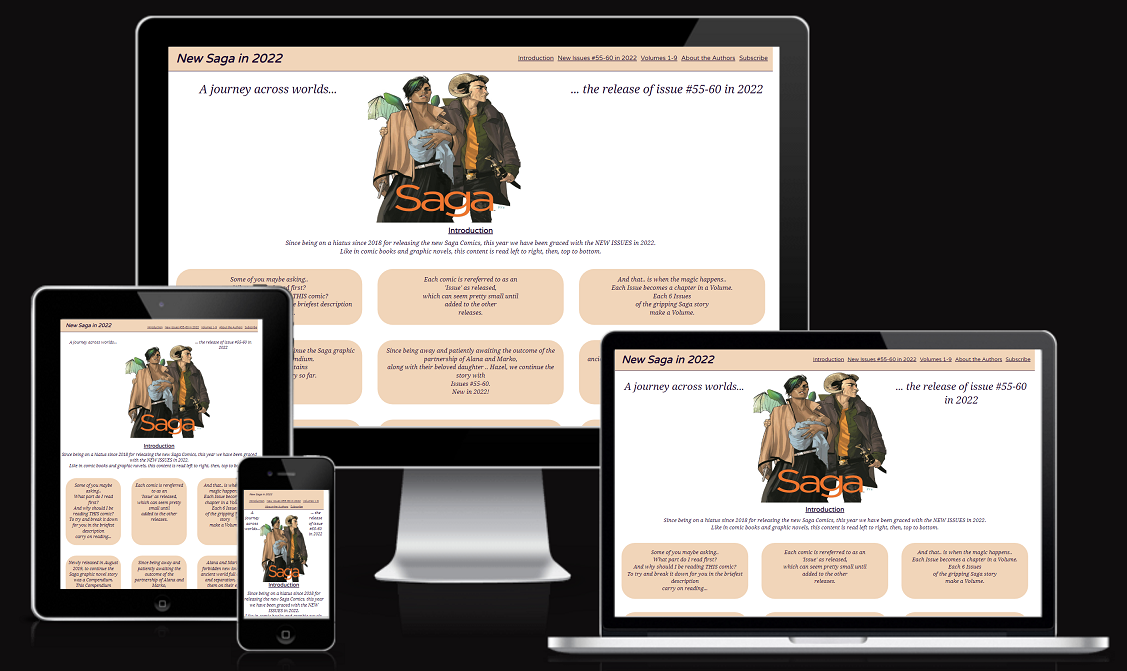 New Saga in 2022
Introduction New Issues #55-60 in 2022 Volumes 1-9 About the Authors Subscribe
A journey across worlds...
... the release of issue #55-60 in 2022
Saga
Introduction
Since being on a hiatus since 2018 for releasing the new Saga Comics, this year we have been graced with the NEW ISSUES in 2022.
Like in comic books and graphic novels, this content is read left to right, then, top to bottom.
Some of you maybe asking..
first?
THIS comic?
briefest description
Each comic is rereferred to as an
'Issue' as released,
which can seem pretty small until
added to the other
releases.
And that.. is when the magic happens..
Each Issue becomes a chapter in a Volume.
Each 6 Issues
of the gripping Saga story
make a Volume.
the Saga graphic
so far.
Since being away and patiently awaiting the outcome of the
partnership of Alana and Marko,
along with their beloved daughter .. Hazel, we continue the
story with
Issues #55-60.
New in 2022!
New Saga in 2022
Introduction New Issues #55-60 in 2022 Volumes 1-9 About the Authors Subscribe
A journey across worlds...
... the release of issue #55-60 in
2022
Saga
Introduction
Since being on a hiatus since 2018 for releasing the new Saga Comics, this year we have been graced
with the NEW ISSUES in 2022.
Like in comic books and graphic novels, this content is read left to right, then, top to bottom.
Some of you maybe
asking..
What part do I read
first?
And why should I be
reading THIS comic?
To try and break it down
for you in the briefest
description
carry on reading...
Each comic is rereferred
to as an
'Issue' as released,
which can seem pretty
small until
added to the other
releases.
And that.. is when the
magic
Each Issue
chapter in a
Each 6
of the gripping
story
make a
Newly released in august
2019, to continue the
Saga graphic novel story
was a Compendium.
This Compendium
Since being away and
patiently awaiting the
outcome of the
partnership of Alana and
Marko,
Alana and
forbidden
ancient world full
and separation.
them on their
New Saga in 2022
Introduction New Issues #55-60 in 2022 Volumes 1-9
About the Authors Subscribe
A
journey
across
worlds...
... the
release
of issue
#55-60
in 2022
Saga
Introduction
Since being on a hiatus since 2018 for
releasing the new Saga Comics, this year
we have been graced with the NEW
ISSUES in 2022.
New Saga in 2022
Introduction New Issues #55-60 in 2022 Volumes 1-9 About the Authors Subscribe
A journey across worlds...
... the release of issue #55-60
in 2022
Saga
Introduction
Since being on a hiatus since 2018 for releasing the new Saga Comics, this year we have been graced with the NEW ISSUES in 2022.
Like in comic books and graphic novels, this content is read left to right, then, top to bottom.
Some of you maybe asking..
What part do I read first?
And why should I be reading THIS comic?
To try and break it down for you in the briefest
description
carry on reading...
Each comic is rereferred to as an
'Issue' as released,
which can seem pretty small until
added to the other
releases.
And that.. is when the magic happens..
Each Issue becomes a chapter in a Volume.
Each 6 Issues
of the gripping Saga story
make a Volume.